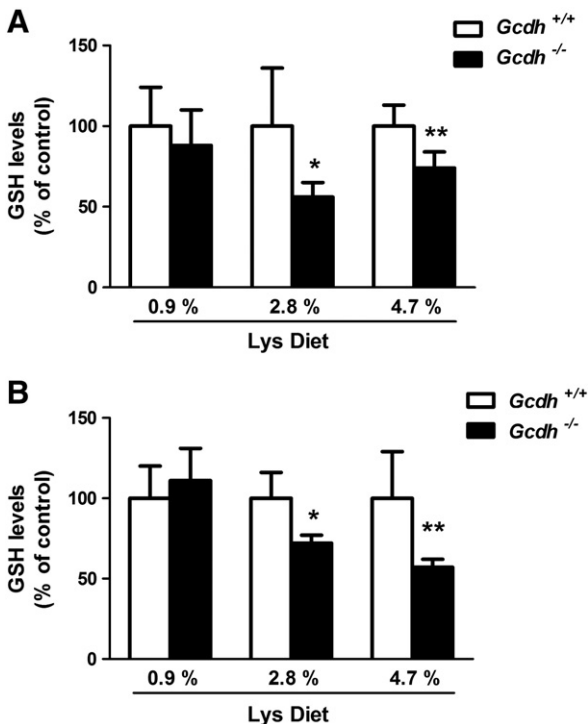 A
Gcdh +/+
Gcdh -/-
GSH levels
(% of control)
150
100
50
0
*
**
0.9 %
2.8 %
4.7 %
Lys Diet
B
Gcdh +/+
Gcdh -/-
GSH levels
(% of control)
150
100
50
0
*
**
0.9 %
2.8 %
4.7 %
Lys Diet